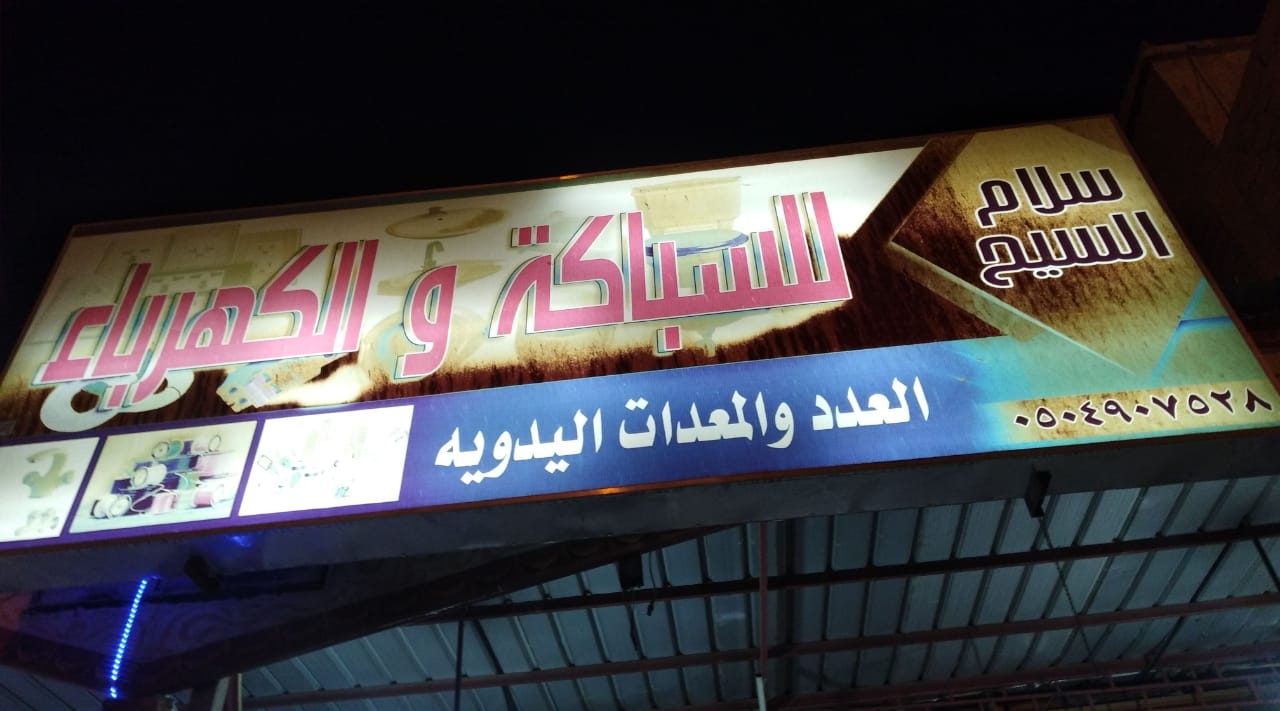 سلام
السيح
للسباكة و الكهرباء
العدد والمعدات اليدويه
٠٥٠٤٩٠٧٥٢٨